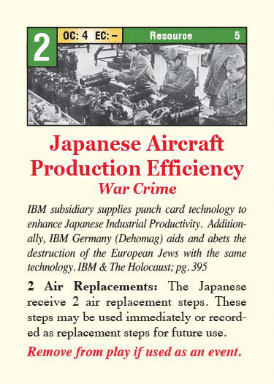 2 OC: 4 EC: – Resource 5
Japanese Aircraft
Production Efficiency
War Crime
IBM subsidiary supplies punch card technology to
enhance Japanese Industrial Productivity. Addition-
ally, IBM Germany (Dehomag) aids and abets the
destruction of the European Jews with the same
technology. IBM & The Holocaust; pg. 395
2 Air Replacements: The Japanese
receive 2 air replacement steps. These
steps may be used immediately or record-
ed as replacement steps for future use.
Remove from play if used as an event.